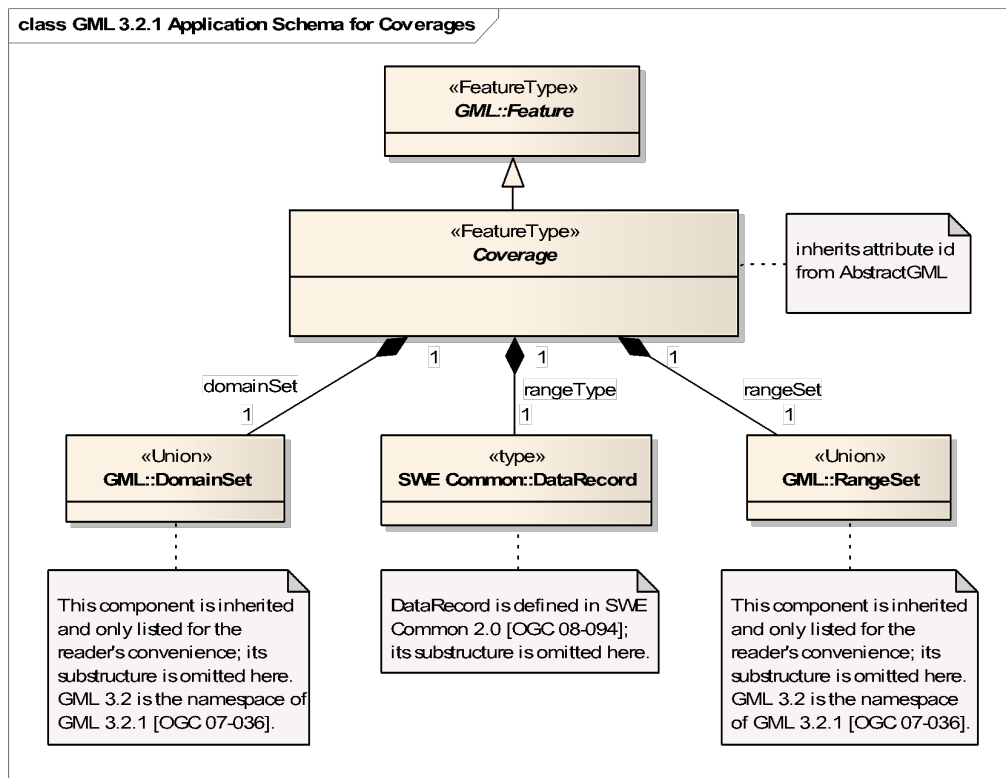 class GML 3.2.1 Application Schema for Coverages
«FeatureType»
GML::Feature
«FeatureType»
Coverage
inherits attribute id
from AbstractGML
1
1
1
domainSet
rangeType
rangeSet
1
1
1
«Union»
GML::DomainSet
«type»
SWE Common::DataRecord
«Union»
GML::RangeSet
This component is inherited
and only listed for the
reader's convenience; its
substructure is omitted here.
GML 3.2 is the namespace of
GML 3.2.1 [OGC 07-036].
DataRecord is defined in SWE
Common 2.0 [OGC 08-094];
its substructure is omitted here.
This component is inherited
and only listed for the
reader's convenience; its
substructure is omitted here.
GML 3.2 is the namespace
of GML 3.2.1 [OGC 07-036].